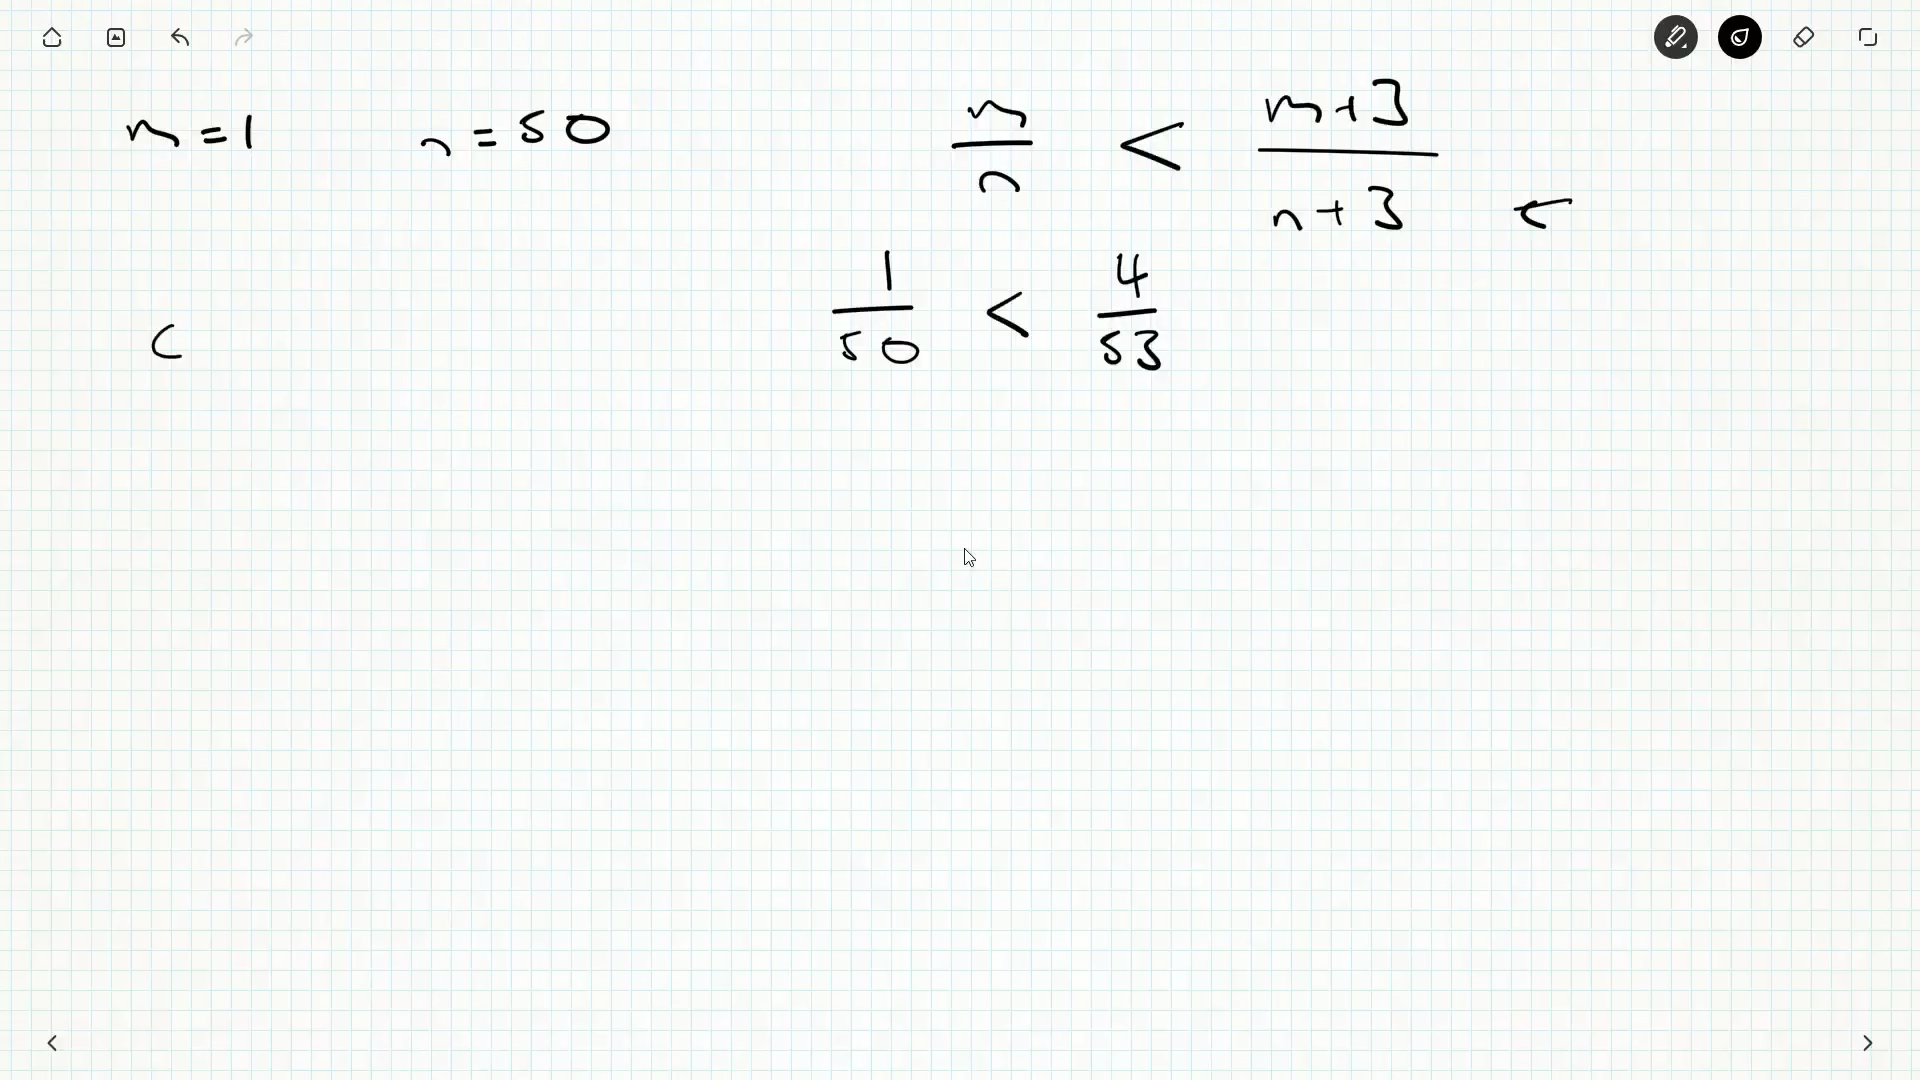 m = 1    n = 50    m/n < (m+3)/(n+3) ←
1/50 < 4/53
C